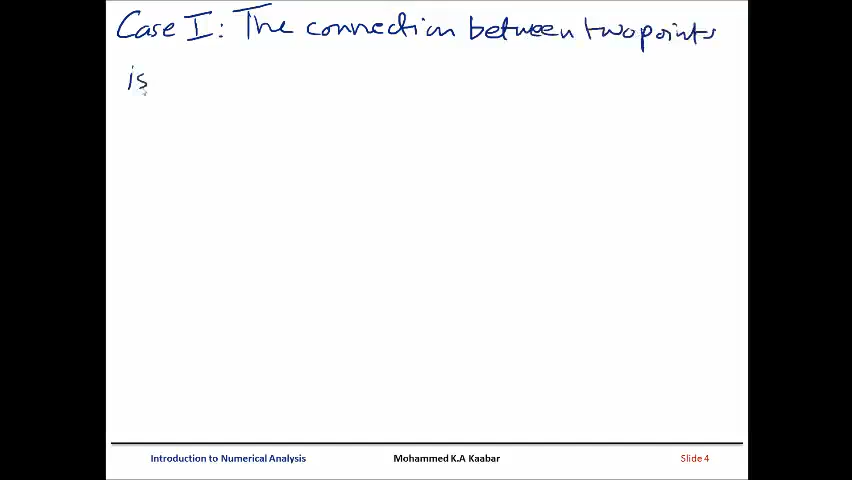 Case I: The connection between two points
is
Introduction to Numerical Analysis Mohammed K.A Kaabar Slide 4